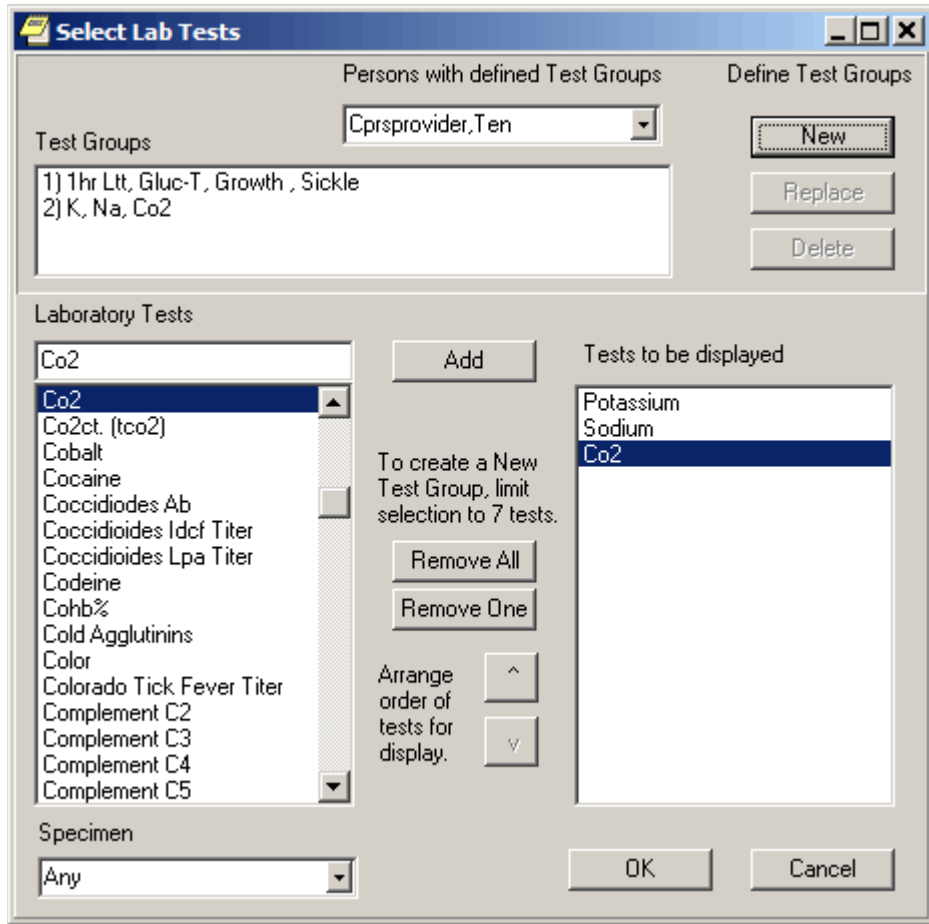 Select Lab Tests
Persons with defined Test Groups
Define Test Groups
Cprsprovider,Ten
New
Test Groups
1) 1hr Ltt, Gluc-T, Growth , Sickle
2) K, Na, Co2
Replace
Delete
Laboratory Tests
Co2
Add
Tests to be displayed
Co2
Co2ct. (tco2)
Cobalt
Cocaine
Coccidiodes Ab
Coccidioides Idcf Titer
Coccidioides Lpa Titer
Codeine
Cohb%
Cold Agglutinins
Color
Colorado Tick Fever Titer
Complement C2
Complement C3
Complement C4
Complement C5
To create a New
Test Group, limit
selection to 7 tests.
Remove All
Remove One
Arrange
order of
tests for
display.
^
v
Potassium
Sodium
Co2
Specimen
Any
OK
Cancel